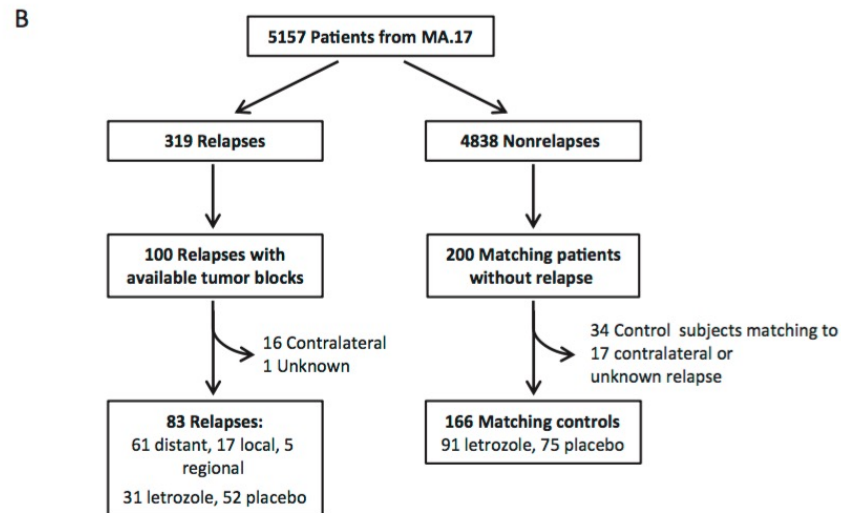 B
5157 Patients from MA.17
319 Relapses
4838 Nonrelapses
100 Relapses with
available tumor blocks
200 Matching patients
without relapse
16 Contralateral
1 Unknown
34 Control subjects matching to
17 contralateral or
unknown relapse
83 Relapses:
61 distant, 17 local, 5
regional
31 letrozole, 52 placebo
166 Matching controls
91 letrozole, 75 placebo